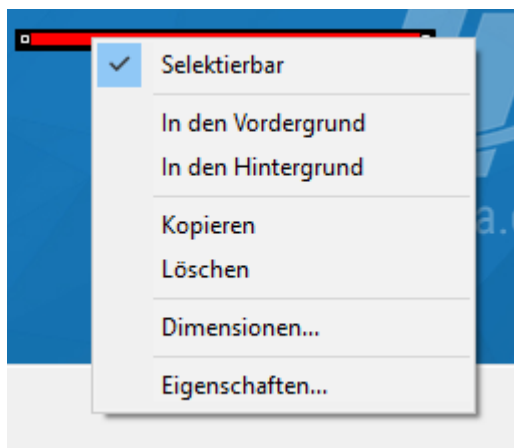 Selektierbar
In den Vordergrund
In den Hintergrund
Kopieren
Löschen
Dimensionen...
Eigenschaften...